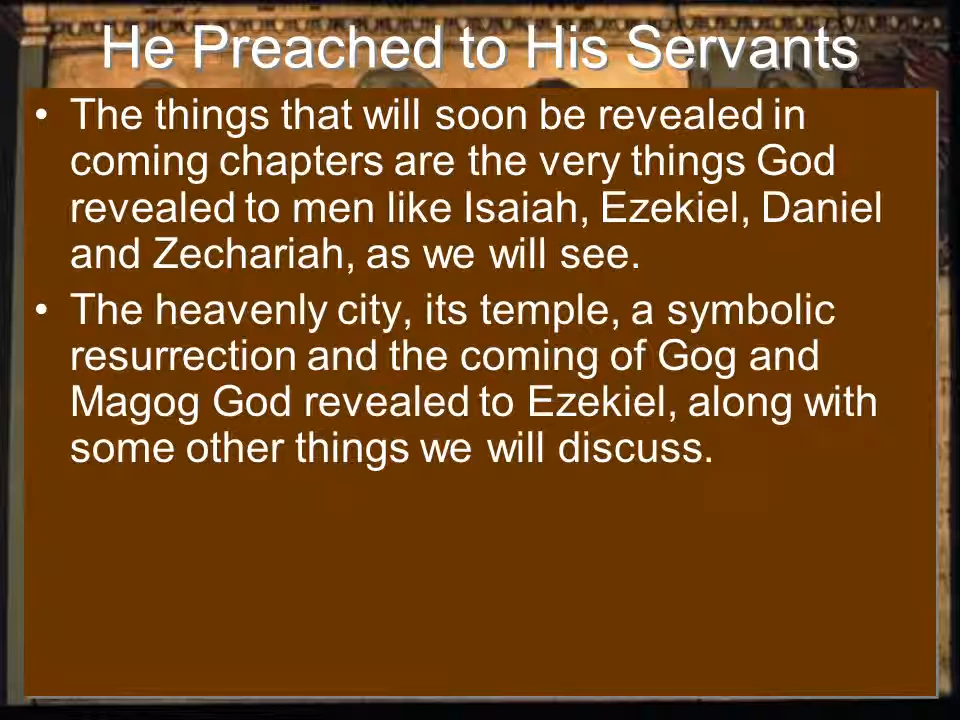 He Preached to His Servants
• The things that will soon be revealed in
coming chapters are the very things God
revealed to men like Isaiah, Ezekiel, Daniel
and Zechariah, as we will see.
• The heavenly city, its temple, a symbolic
resurrection and the coming of Gog and
Magog God revealed to Ezekiel, along with
some other things we will discuss.